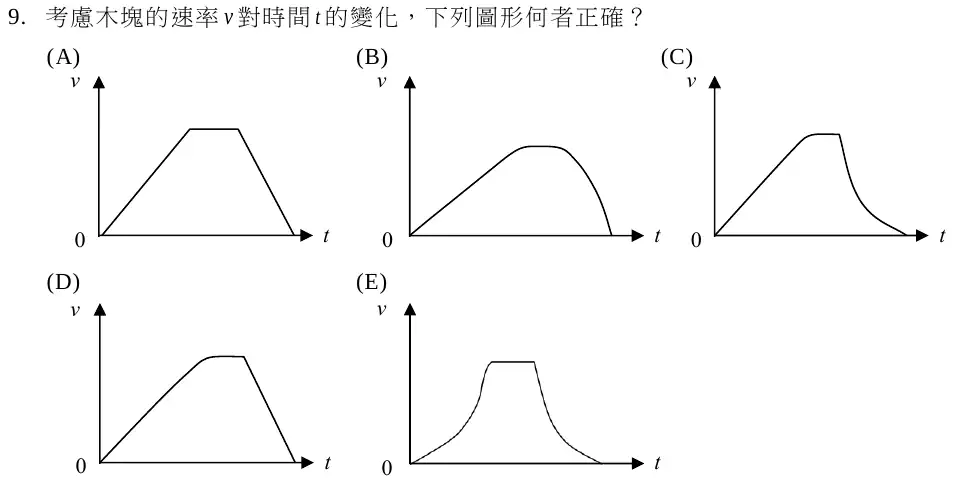 9. 考慮木塊的速率 v 對時間 t 的變化，下列圖形何者正確？
(A) (B) (C)
v v v
0 t 0 t 0 t
(D) (E)
v v
0 t 0 t